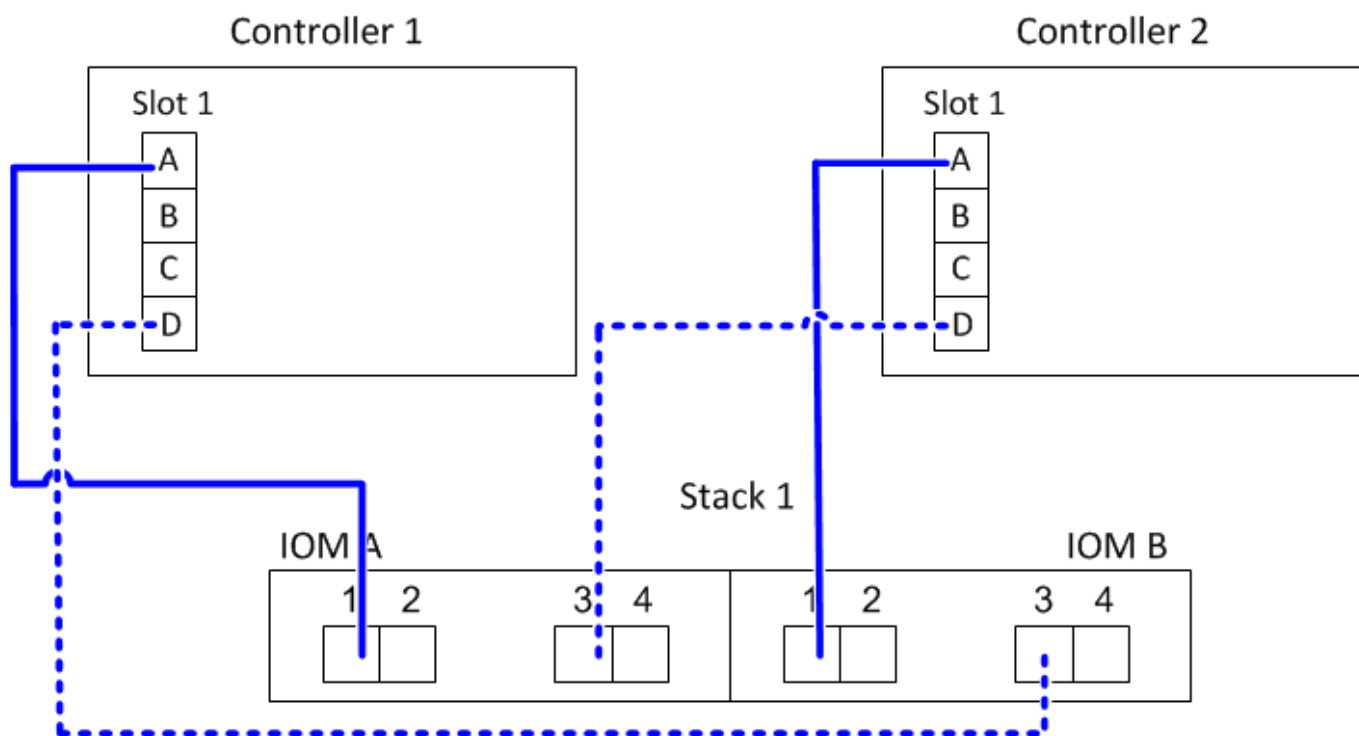 Controller 1
Controller 2
Slot 1
Slot 1
A
A
B
B
C
C
D
D
Stack 1
IOM A
IOM B
1 2 3 4 1 2 3 4